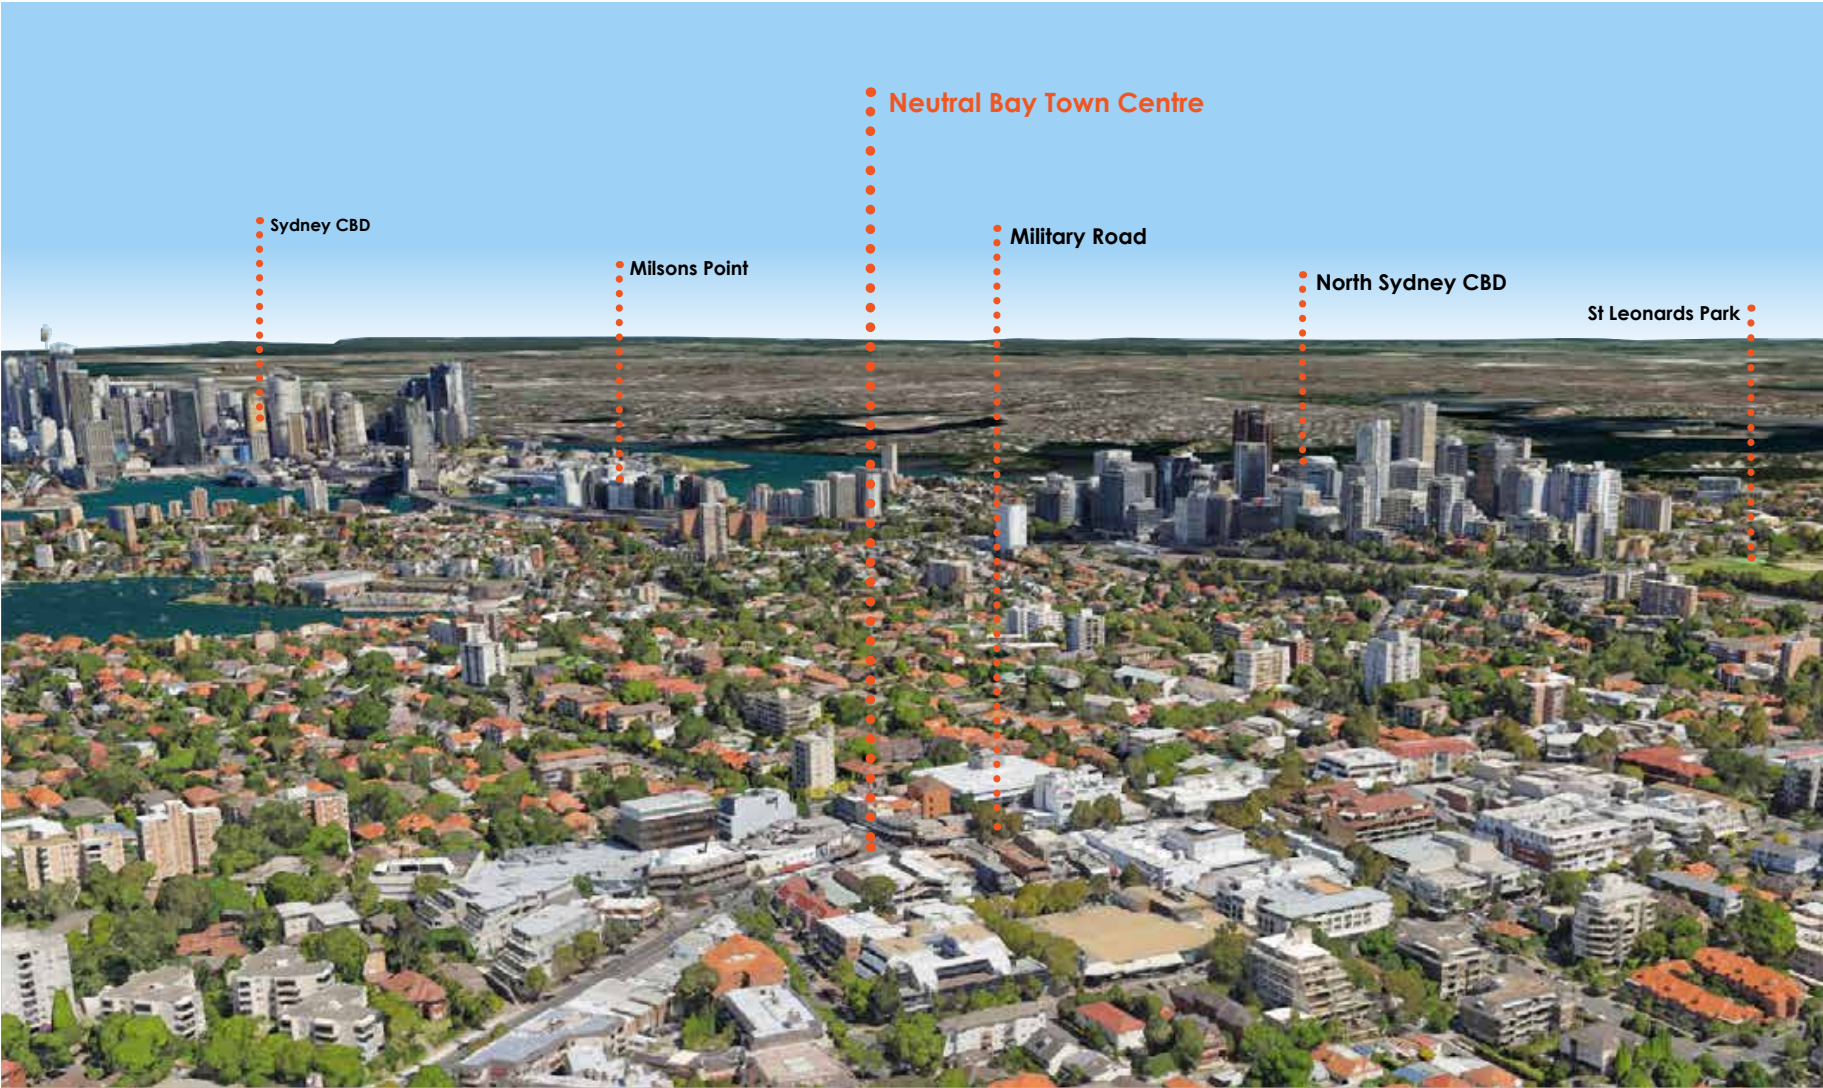 Neutral Bay Town Centre
Sydney CBD
Military Road
Milsons Point
North Sydney CBD
St Leonards Park